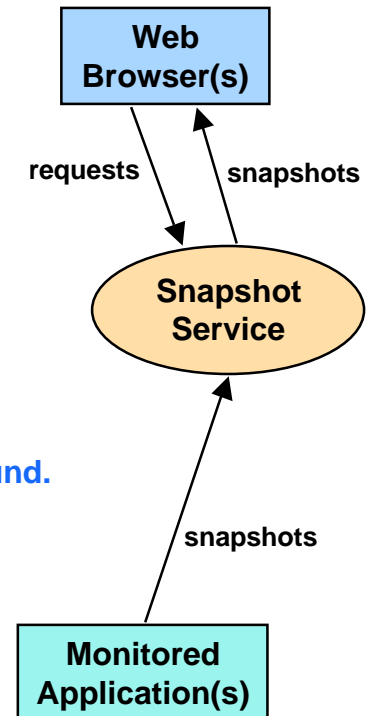 Web
Browser(s)
requests
snapshots
Snapshot
Service
snapshots
Monitored
Application(s)